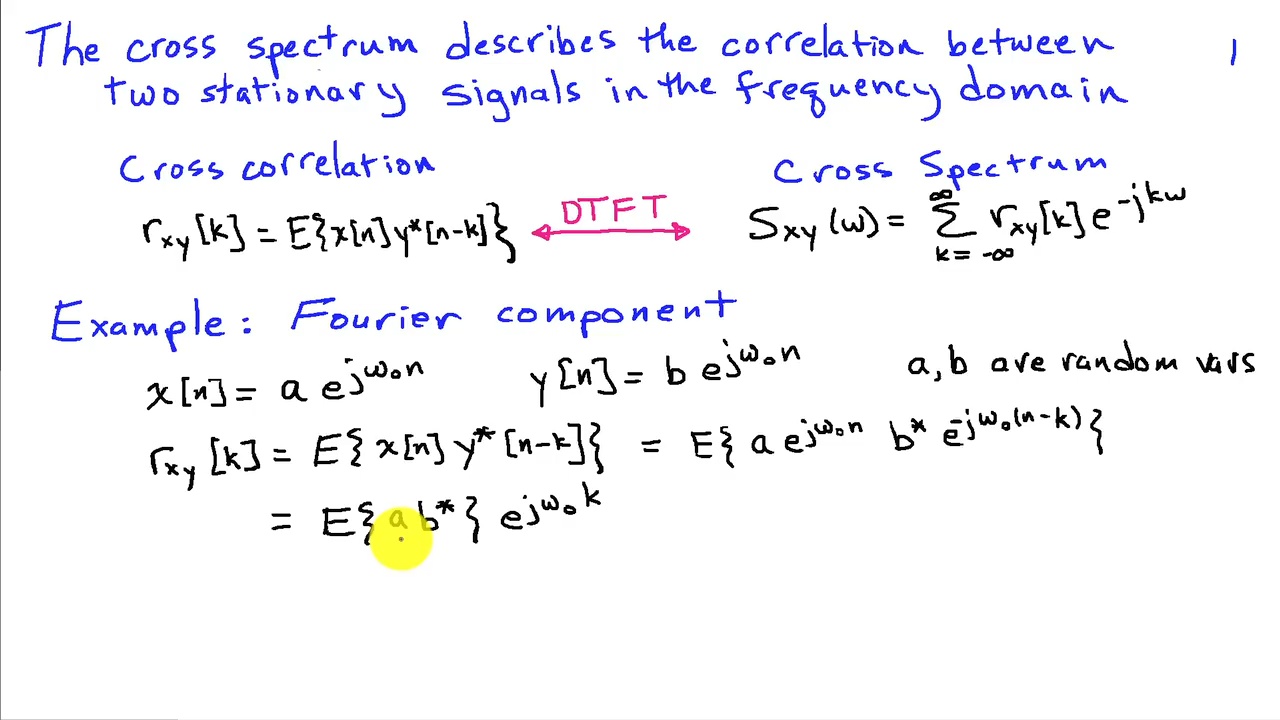 The cross spectrum describes the correlation between 1
two stationary signals in the frequency domain
Cross correlation Cross Spectrum
r_xy[k] = E{x[n]y*[n-k]} DTFT S_xy(ω) = ∑_{k=-∞}^{∞} r_xy[k] e^{-jkω}
Example: Fourier component
x[n] = a e^{jω₀n} y[n] = b e^{jω₀n} a, b are random vars
r_xy[k] = E{x[n] y*[n-k]} = E{a e^{jω₀n} b* e^{-jω₀(n-k)}}
= E{ab*} e^{jω₀k}